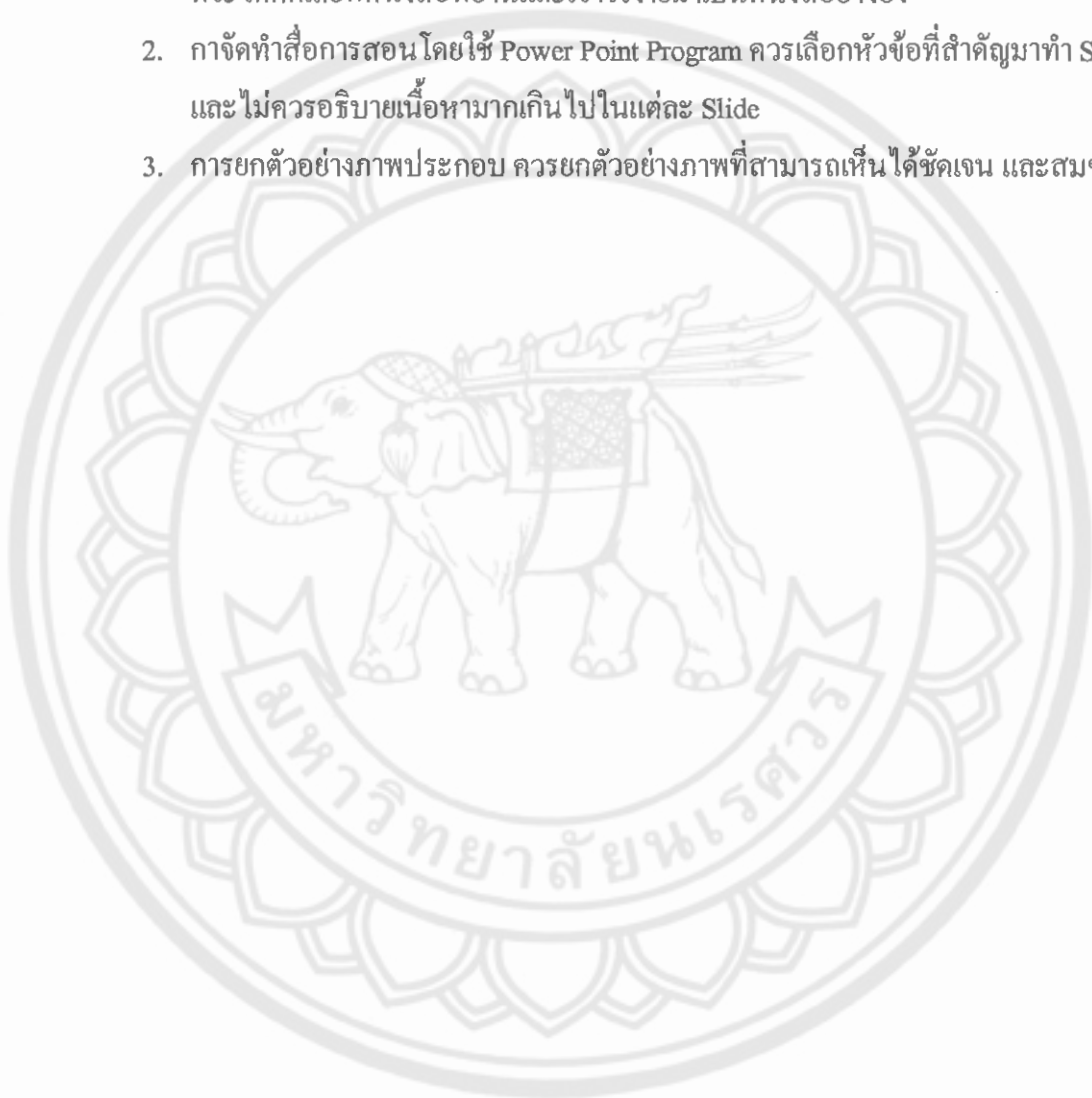 2. กาจัดทำสื่อการสอนโดยใช้ Power Point Program ควรเลือกหัวข้อที่สำคัญมาทำ S
และไม่ควรอธิบายเนื้อหามากเกินไปในแต่ละ Slide
3. การยกตัวอย่างภาพประกอบ ควรยกตัวอย่างภาพที่สามารถเห็นได้ชัดเจน และสม
มหาวิทยาลัยนเรศวร